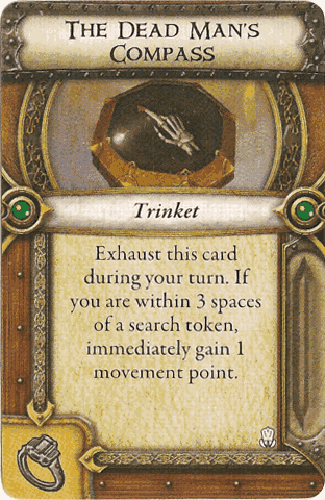 The Dead Man's
Compass
Trinket
Exhaust this card
during your turn. If
you are within 3 spaces
of a search token,
immediately gain 1
movement point.